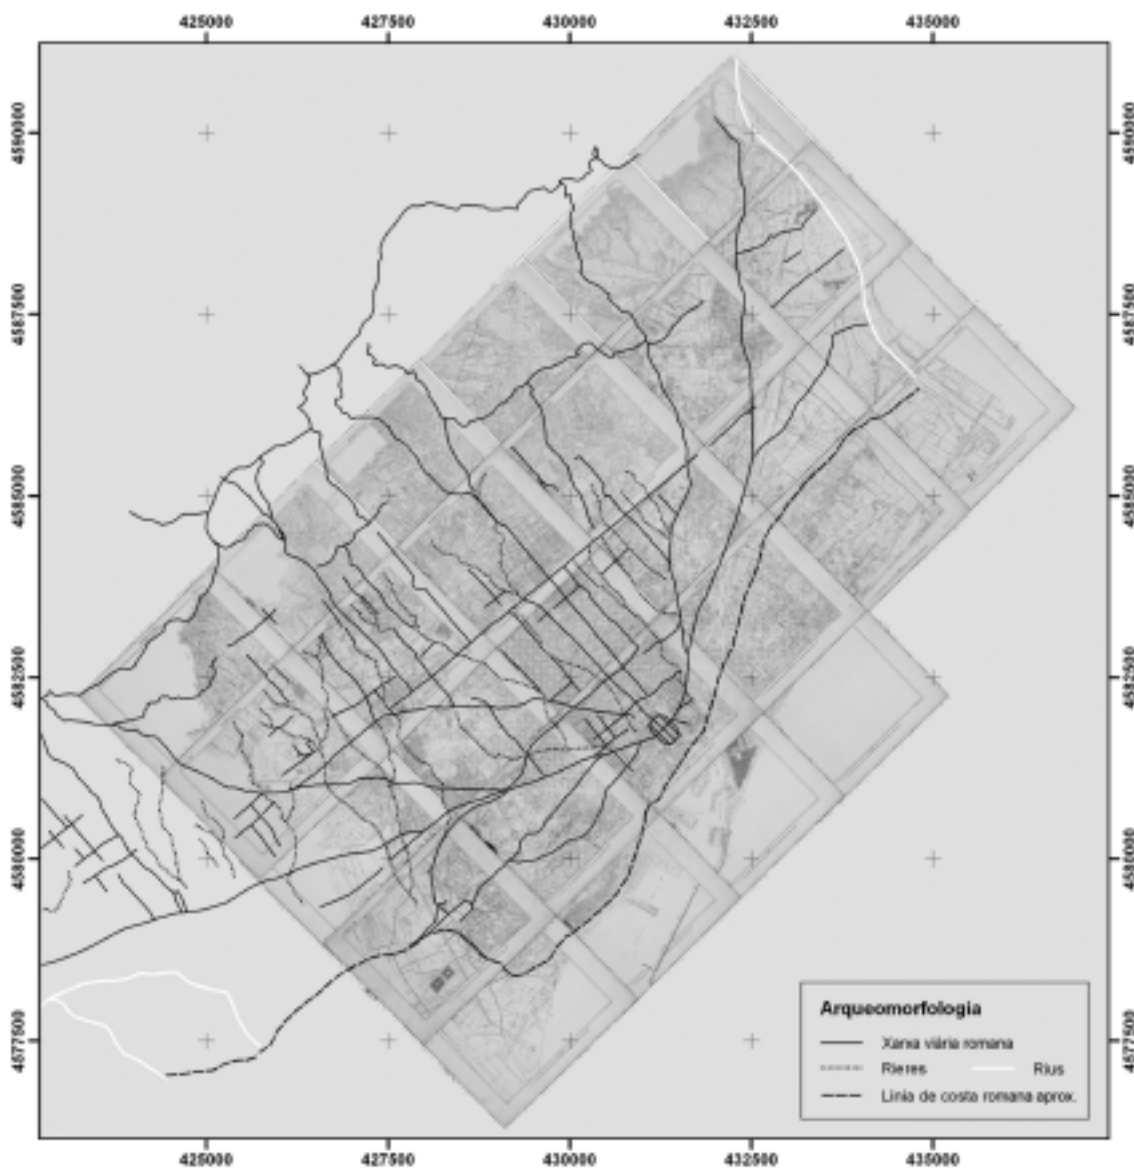 425000 427500 430000 432500 435000
4590000 4590000
4587500 4587500
4585000 4585000
4582500 4582500
4580000 4580000
4577500 4577500
Arqueomorfologia
Xarxa viària romana
Rieres Rius
Línia de costa romana aprox.
425000 427500 430000 432500 435000